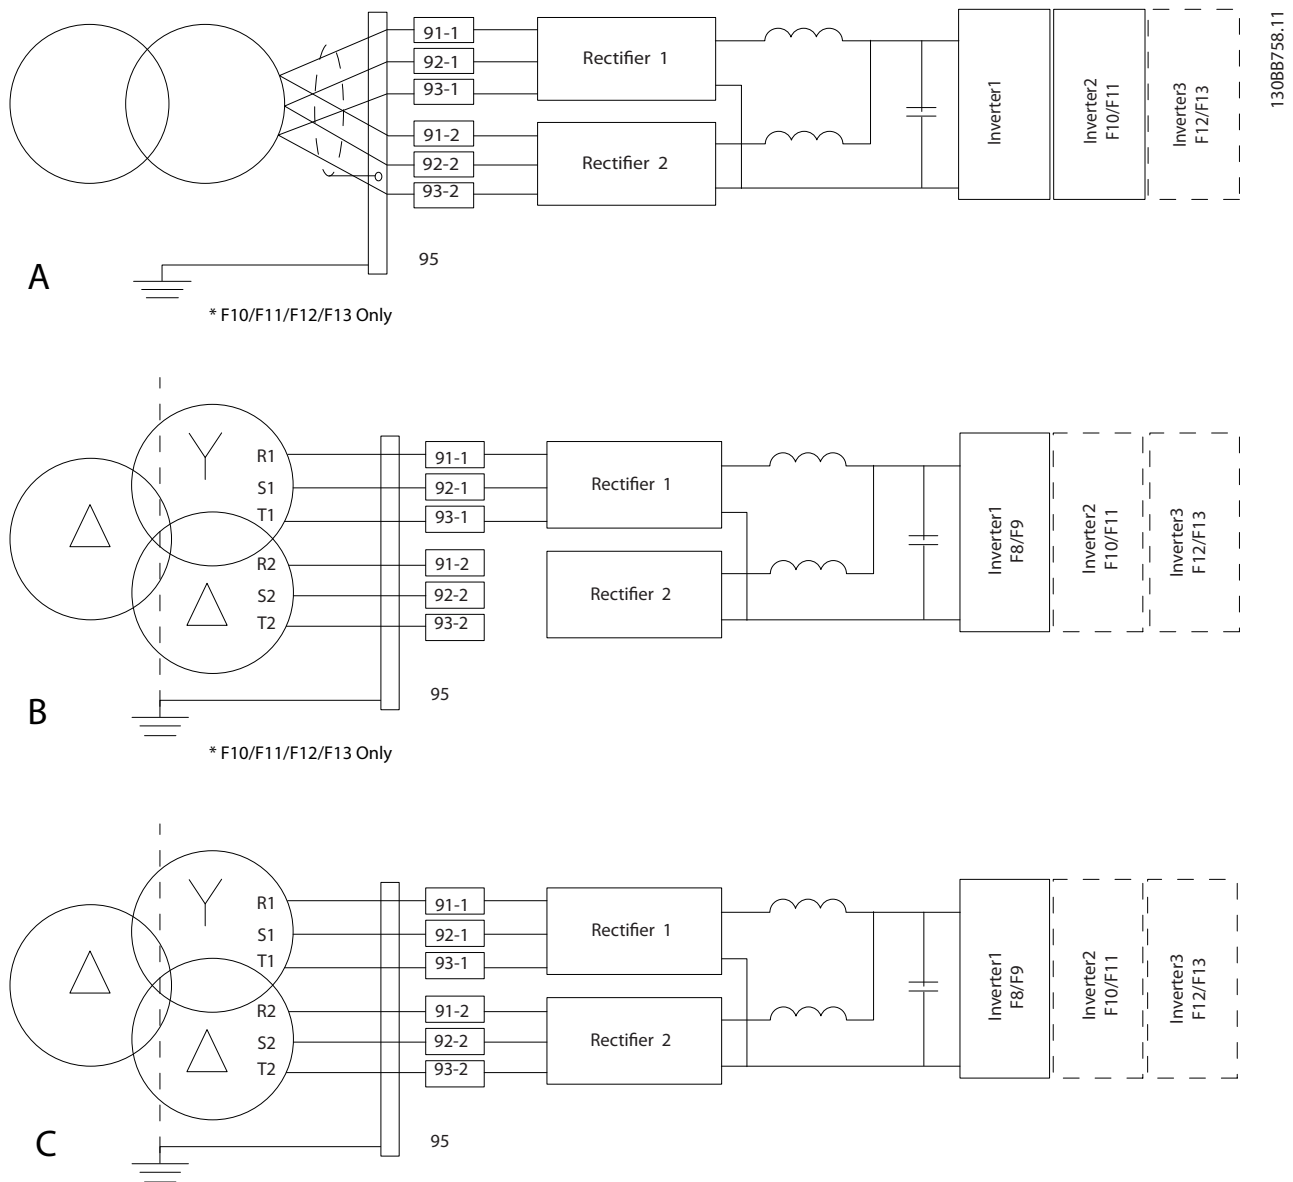 91-1
92-1
93-1
91-2
92-2
93-2
Rectifier 1
Rectifier 2
Inverter1
Inverter2
F10/F11
Inverter3
F12/F13
130BB758.11
95
A
* F10/F11/F12/F13 Only
R1
S1
T1
R2
S2
T2
91-1
92-1
93-1
91-2
92-2
93-2
Rectifier 1
Rectifier 2
Inverter1
F8/F9
Inverter2
F10/F11
Inverter3
F12/F13
95
B
* F10/F11/F12/F13 Only
R1
S1
T1
R2
S2
T2
91-1
92-1
93-1
91-2
92-2
93-2
Rectifier 1
Rectifier 2
Inverter1
F8/F9
Inverter2
F10/F11
Inverter3
F12/F13
95
C